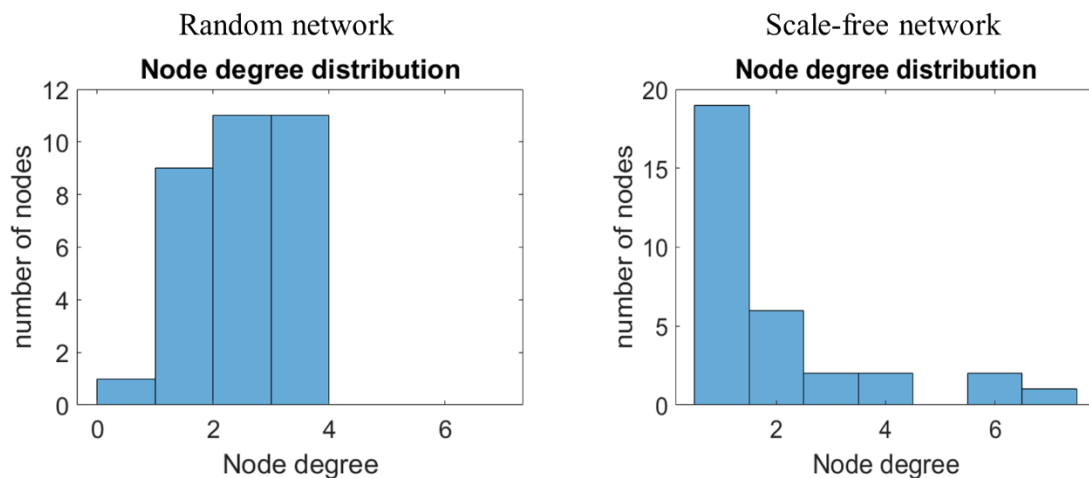 Random network
Node degree distribution
12
10
8
6
4
2
0
number of nodes
0
2
4
6
Node degree
Scale-free network
Node degree distribution
20
15
10
5
0
number of nodes
2
4
6
Node degree